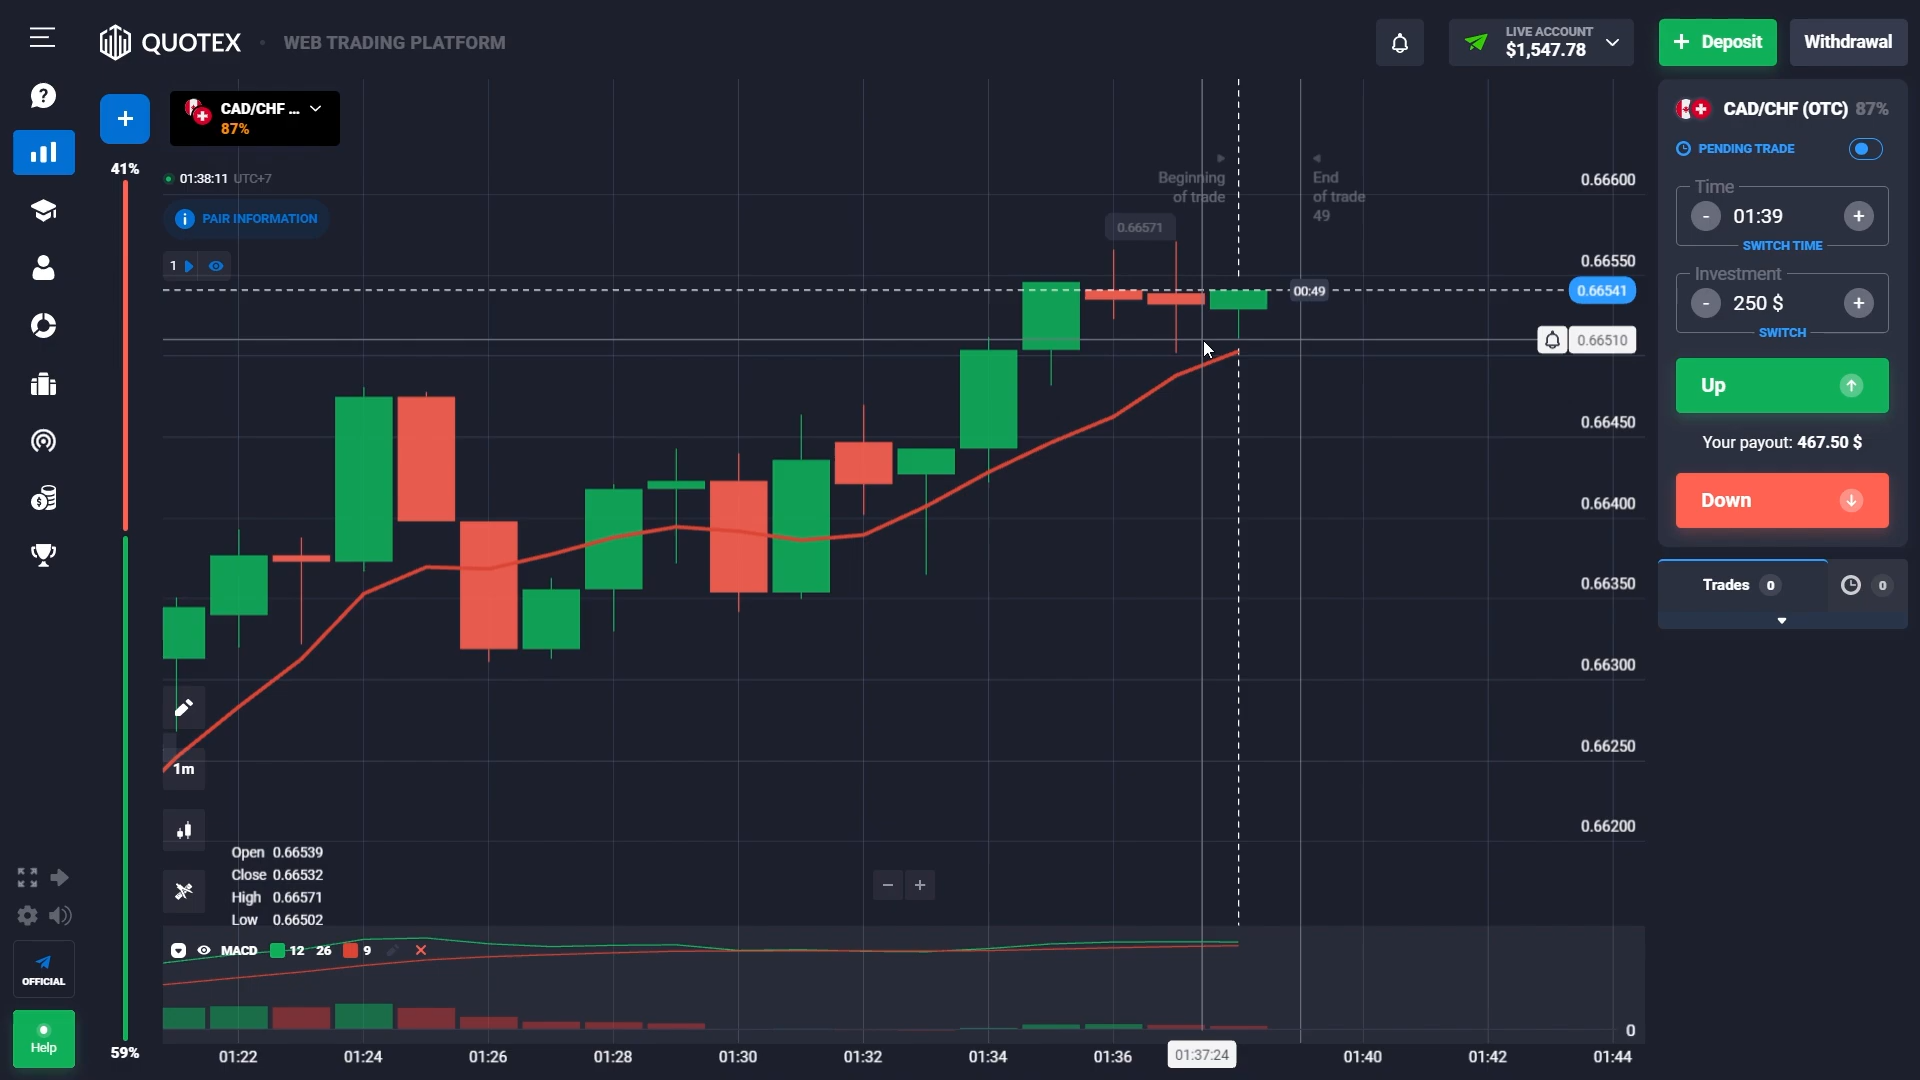 QUOTEX
WEB TRADING PLATFORM
LIVE ACCOUNT
$1,547.78
+ Deposit
Withdrawal
CAD/CHF ...
87%
41%
01:38:11 UTC+7
PAIR INFORMATION
1
Beginning
of trade
End
of trade
49
0.66571
00:49
0.66600
0.66550
0.66541
0.66510
0.66450
0.66400
0.66350
0.66300
0.66250
0.66200
CAD/CHF (OTC) 87%
PENDING TRADE
Time
- 01:39 +
SWITCH TIME
Investment
- 250 $ +
SWITCH
Up
Your payout: 467.50 $
Down
Trades 0
0
1m
Open 0.66539
Close 0.66532
High 0.66571
Low 0.66502
MACD 12 26 9
0
OFFICIAL
Help
59%
01:22
01:24
01:26
01:28
01:30
01:32
01:34
01:36
01:37:24
01:40
01:42
01:44